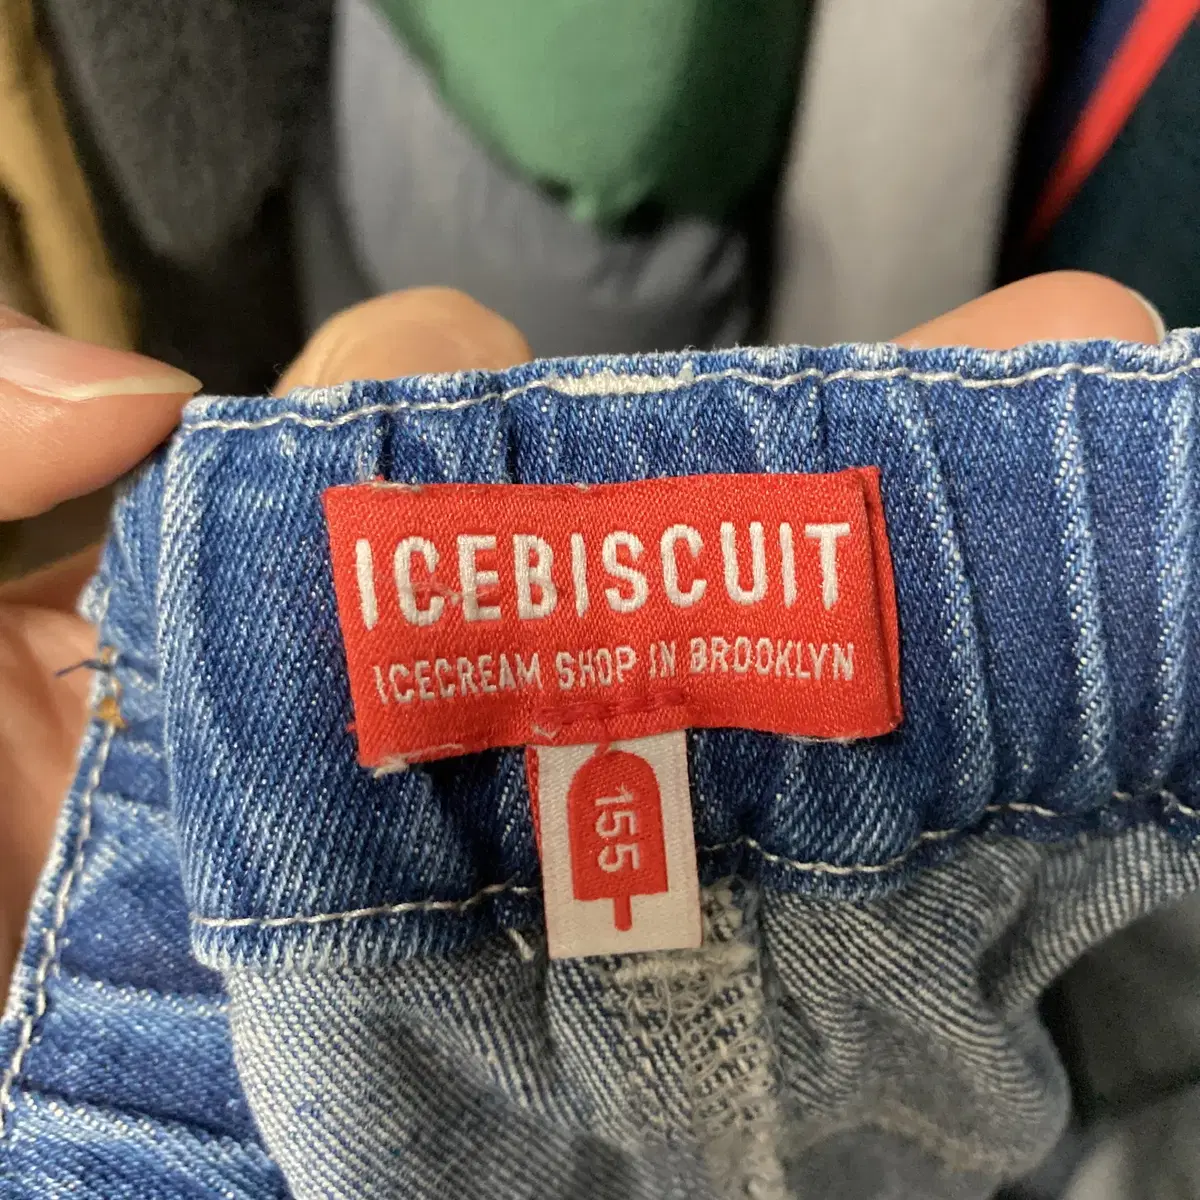 ICEBISCUIT
ICECREAM SHOP IN BROOKLYN
155